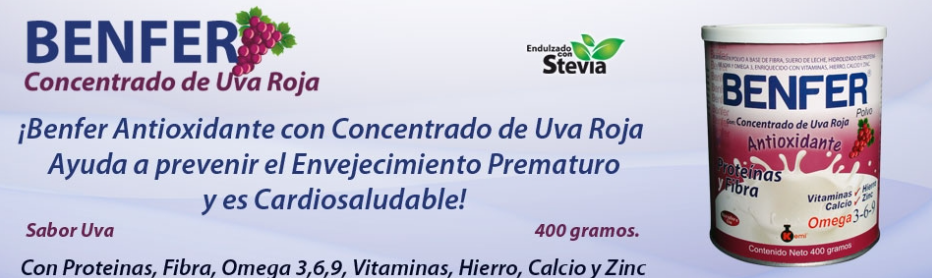 BENFER
Concentrado de Uva Roja
Endulzado
con
Stevia
¡Benfer Antioxidante con Concentrado de Uva Roja
Ayuda a prevenir el Envejecimiento Prematuro
y es Cardiosaludable!
Sabor Uva
400 gramos.
Con Proteinas, Fibra, Omega 3,6,9, Vitaminas, Hierro, Calcio y Zinc
BENFER
Polvo
con Concentrado de Uva Roja
Antioxidante
Proteínas
y Fibra
Vitaminas Hierro
Calcio Zinc
Omega 3-6-9
Contenido Neto 400 gramos